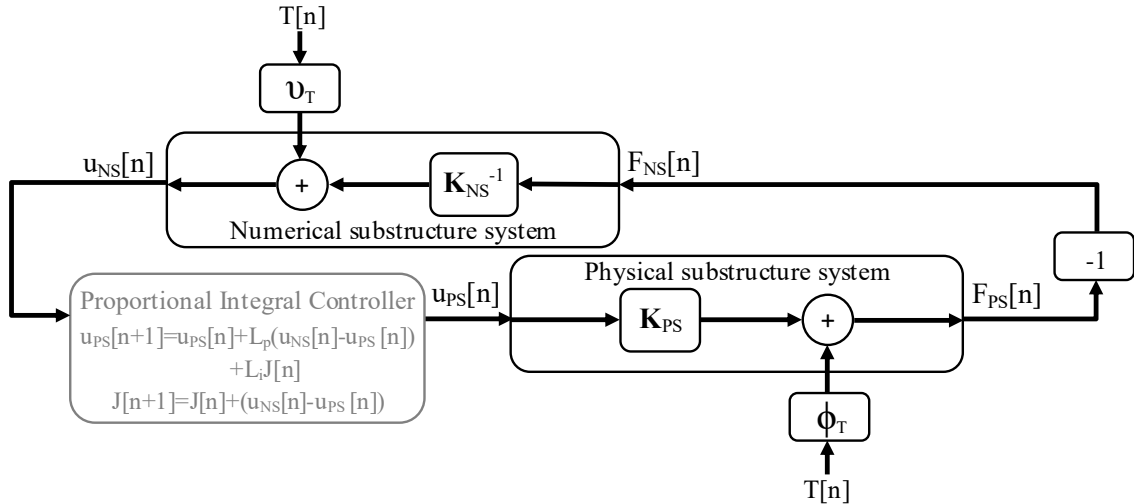 T[n]
υT
uNS[n]
KNS-1
FNS[n]
+
Numerical substructure system
-1
Physical substructure system
Proportional Integral Controller
uPS[n+1]=uPS[n]+Lp(uNS[n]-uPS[n])
+LiJ[n]
J[n+1]=J[n]+(uNS[n]-uPS[n])
uPS[n]
KPS
+
FPS[n]
ϕT
T[n]